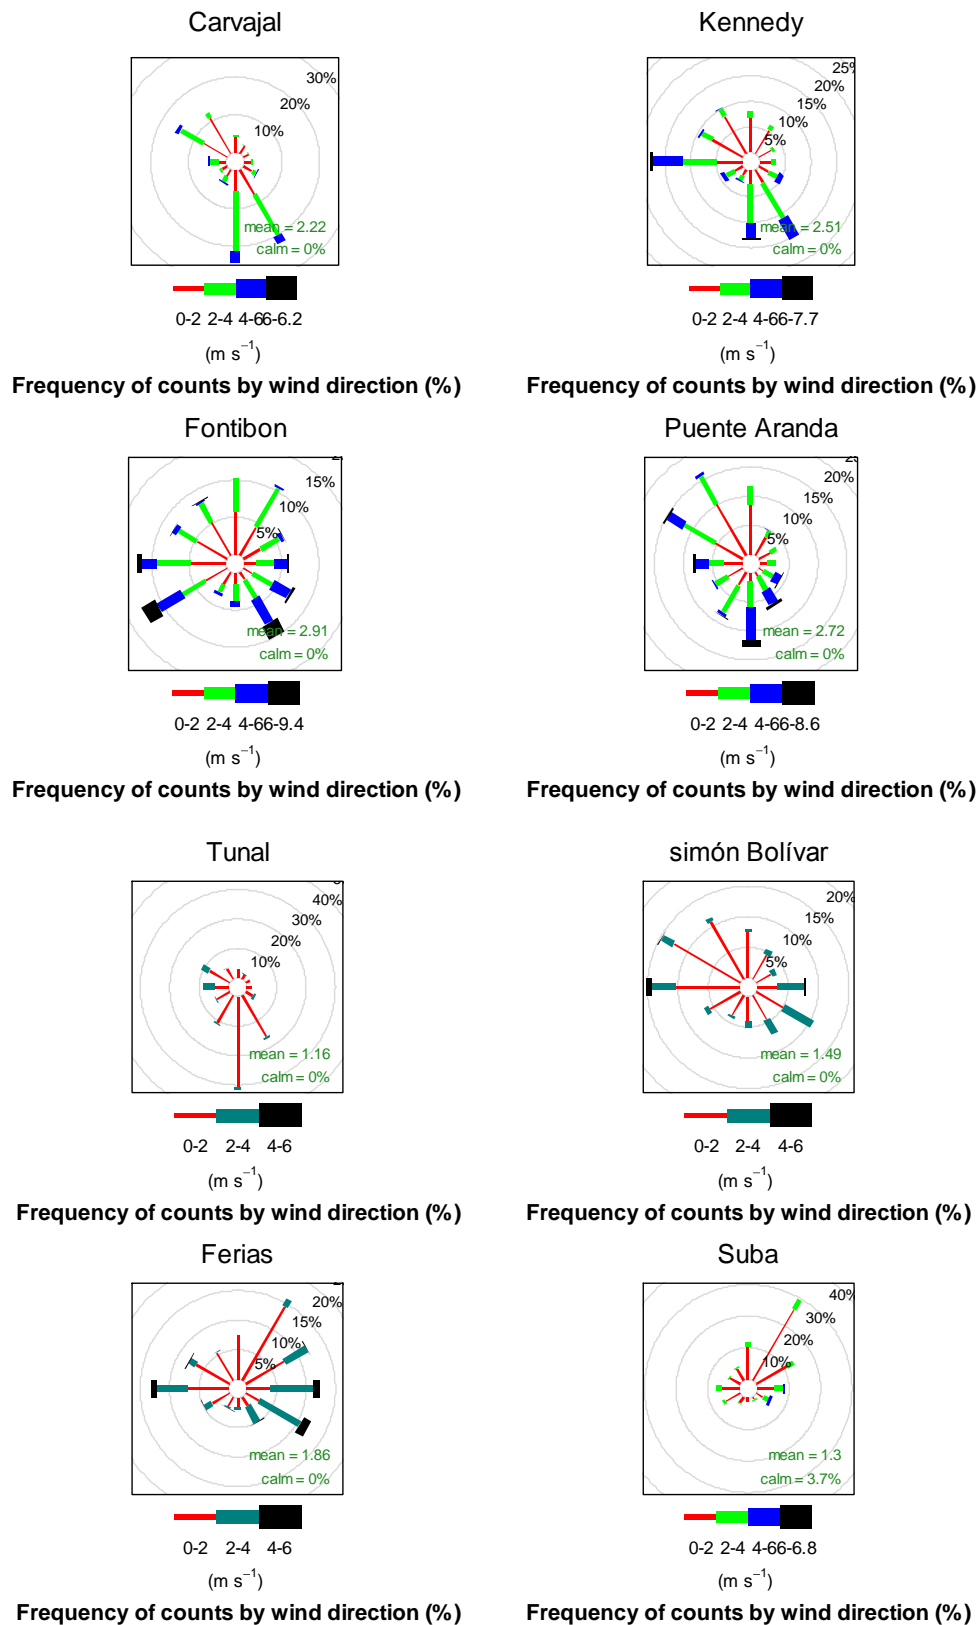 Carvajal
30%
20%
10%
mean = 2.22
calm = 0%
0-2 2-4 4-66-6.2
(m s−1)
Frequency of counts by wind direction (%)
Kennedy
25%
20%
15%
10%
5%
mean = 2.51
calm = 0%
0-2 2-4 4-66-7.7
(m s−1)
Frequency of counts by wind direction (%)
Fontibon
15%
10%
5%
mean = 2.91
calm = 0%
0-2 2-4 4-66-9.4
(m s−1)
Frequency of counts by wind direction (%)
Puente Aranda
20%
15%
10%
5%
mean = 2.72
calm = 0%
0-2 2-4 4-66-8.6
(m s−1)
Frequency of counts by wind direction (%)
Tunal
40%
30%
20%
10%
mean = 1.16
calm = 0%
0-2 2-4 4-6
(m s−1)
Frequency of counts by wind direction (%)
simón Bolívar
20%
15%
10%
5%
mean = 1.49
calm = 0%
0-2 2-4 4-6
(m s−1)
Frequency of counts by wind direction (%)
Ferias
20%
15%
10%
5%
mean = 1.86
calm = 0%
0-2 2-4 4-6
(m s−1)
Frequency of counts by wind direction (%)
Suba
40%
30%
20%
10%
mean = 1.3
calm = 3.7%
0-2 2-4 4-66-6.8
(m s−1)
Frequency of counts by wind direction (%)